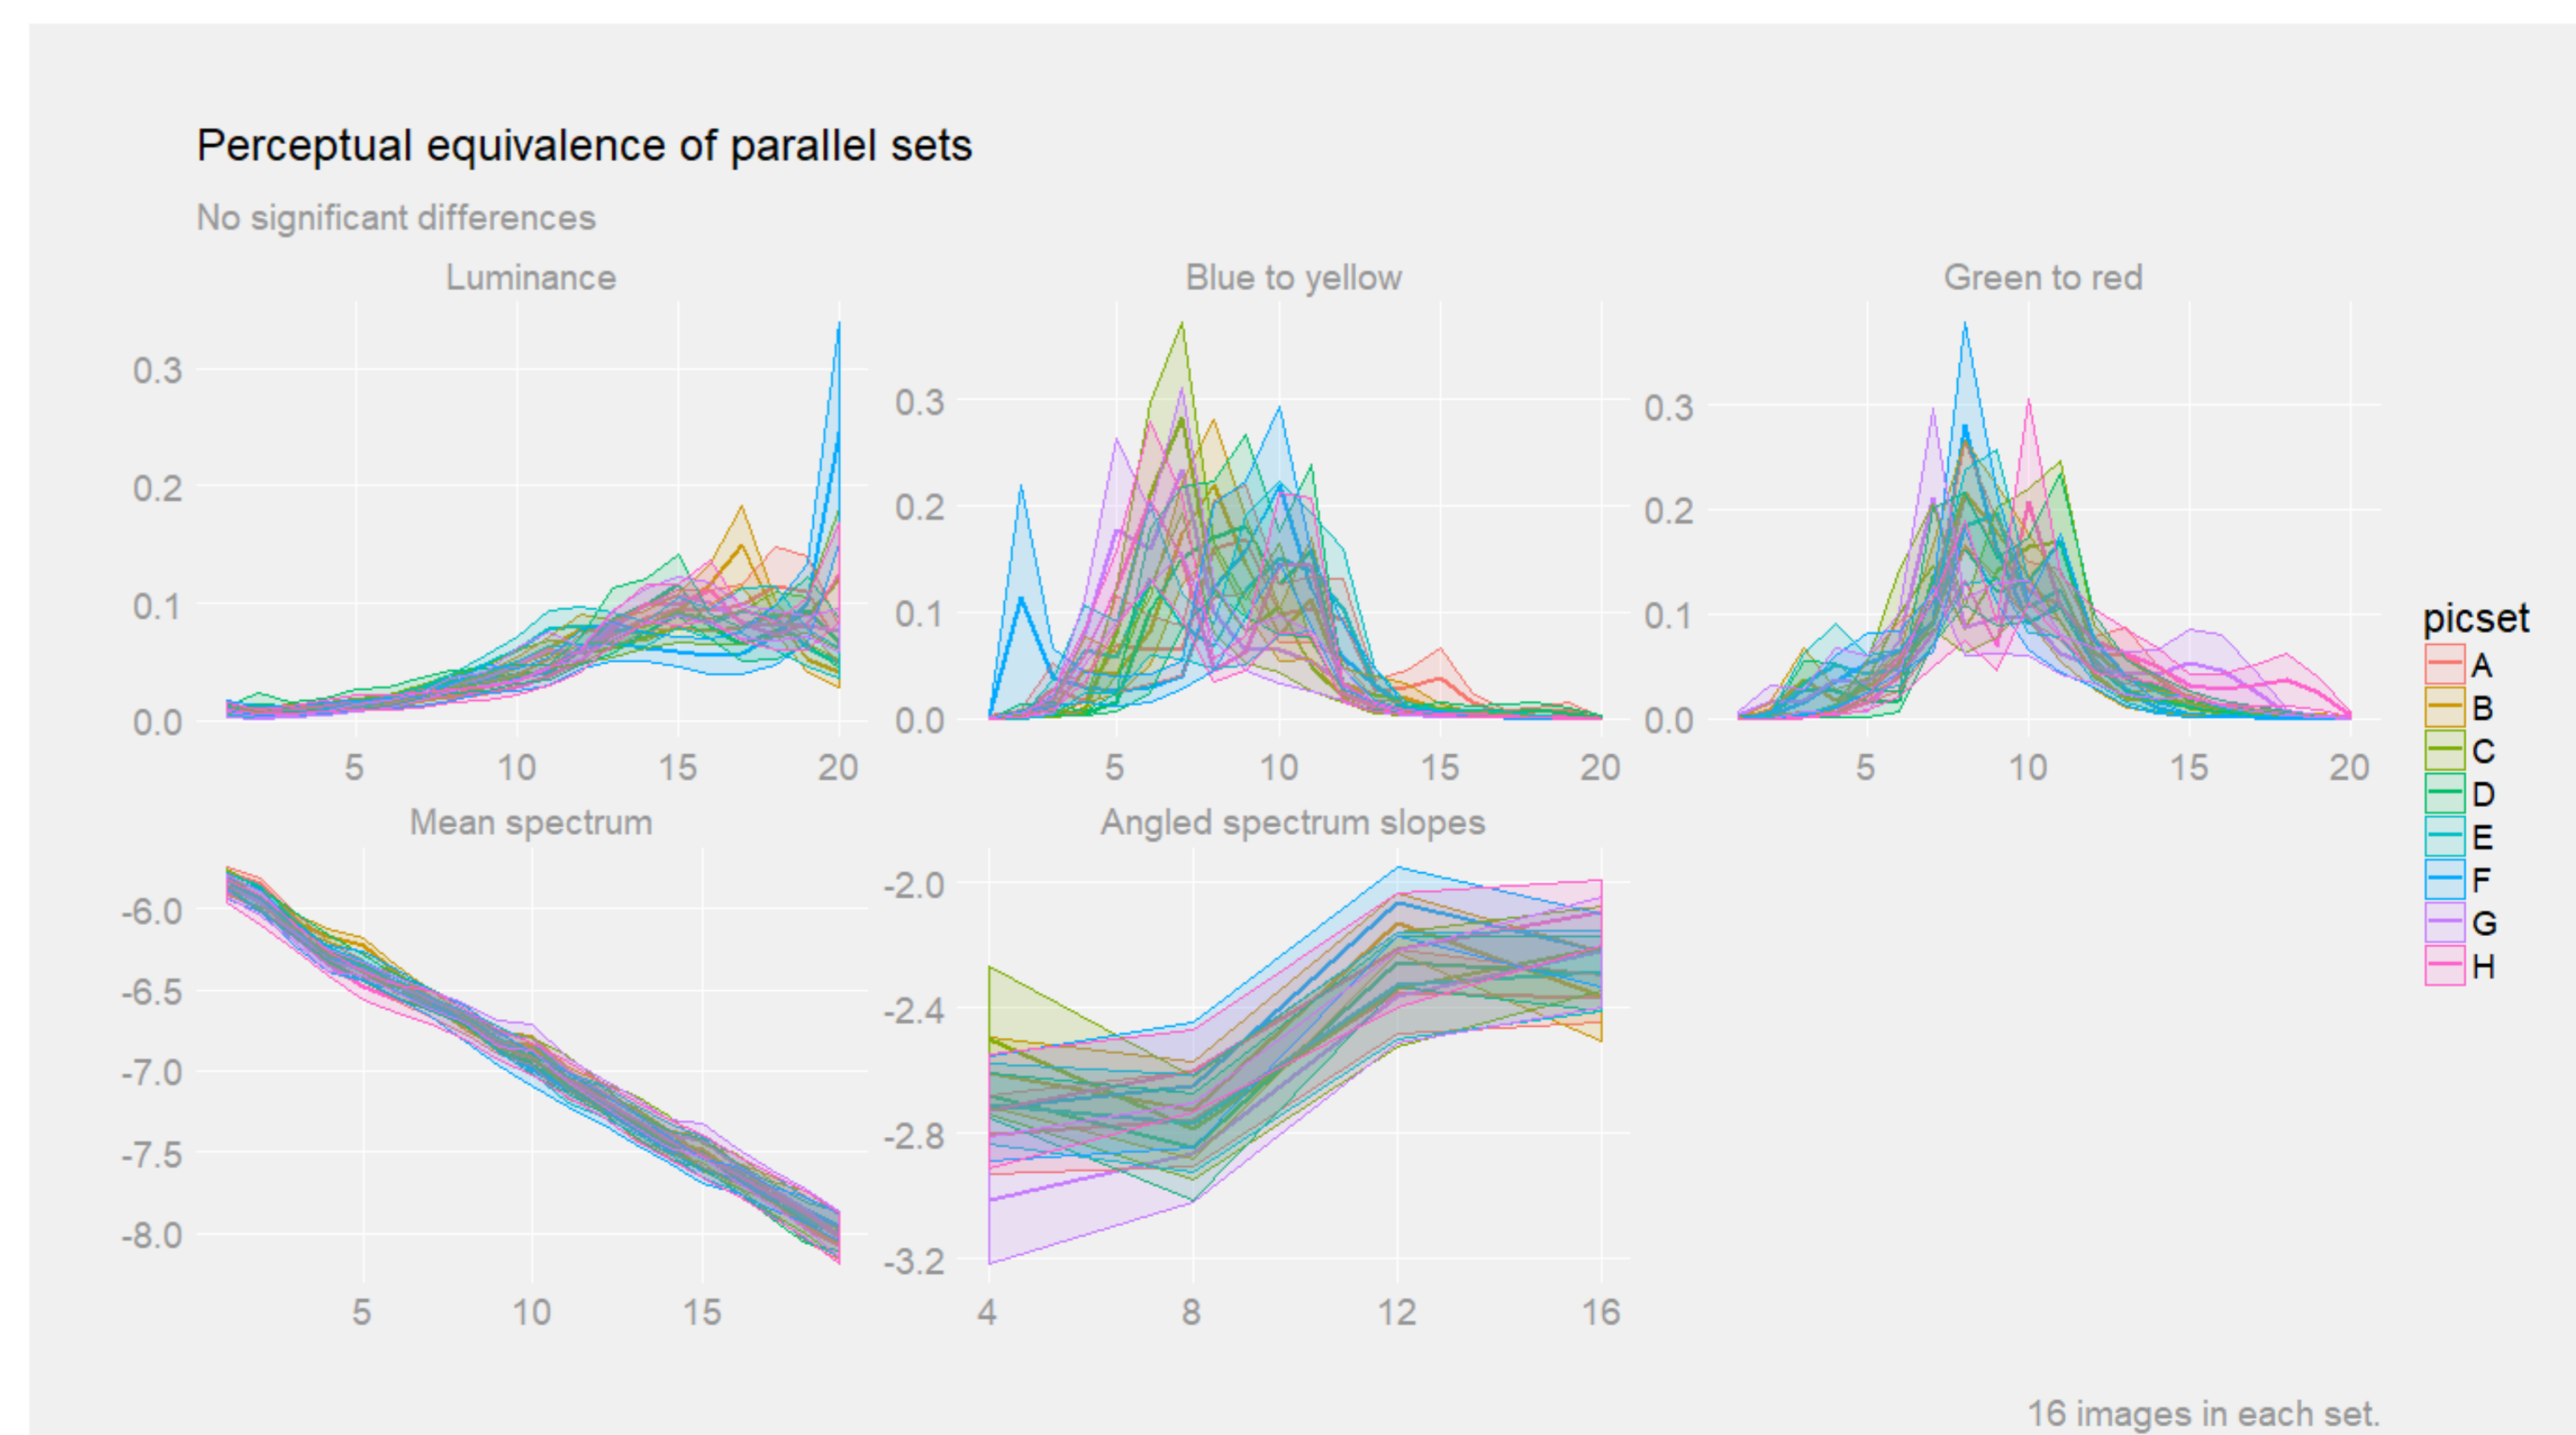 Perceptual equivalence of parallel sets
No significant differences
Luminance
0.3
0.2
0.1
0.0
5 10 15 20
Blue to yellow
0.3
0.2
0.1
0.0
5 10 15 20
Green to red
0.3
0.2
0.1
0.0
5 10 15 20
Mean spectrum
-6.0
-6.5
-7.0
-7.5
-8.0
5 10 15
Angled spectrum slopes
-2.0
-2.4
-2.8
-3.2
4 8 12 16
picset
A
B
C
D
E
F
G
H
16 images in each set.